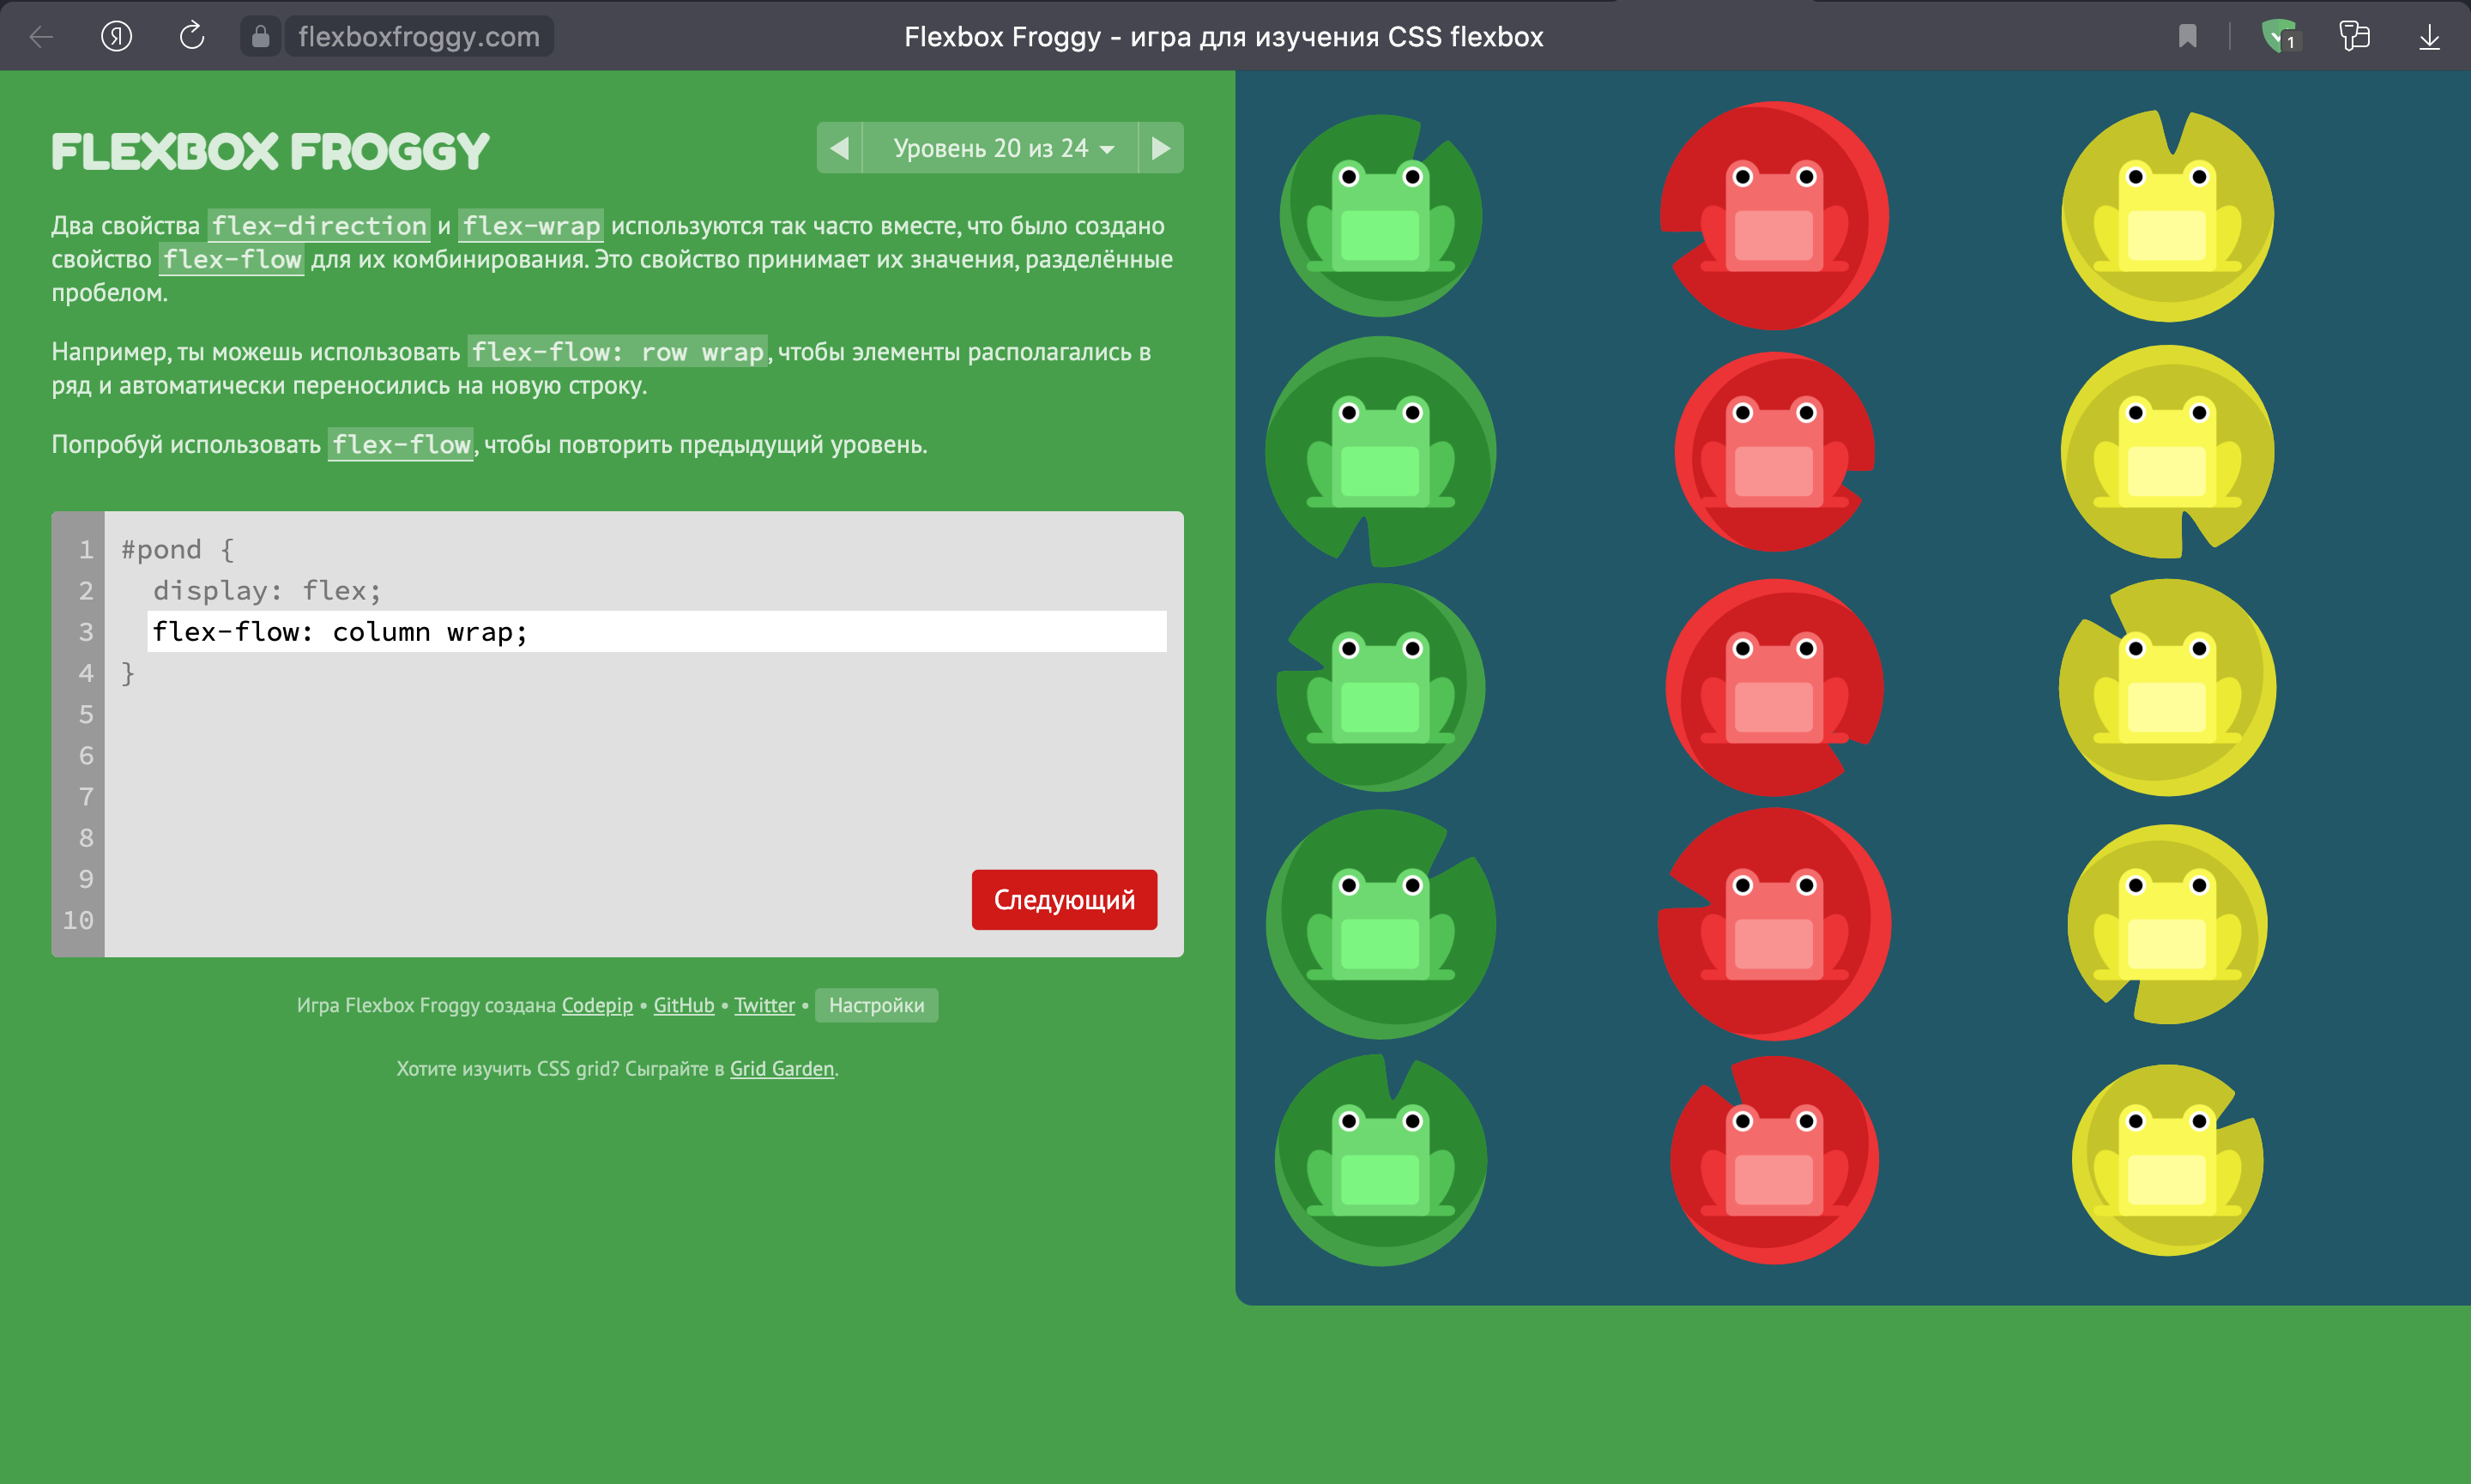 flexboxfroggy.com
Flexbox Froggy - игра для изучения CSS flexbox
1
FLEXBOX FROGGY
Уровень 20 из 24
Два свойства flex-direction и flex-wrap используются так часто вместе, что было создано
свойство flex-flow для их комбинирования. Это свойство принимает их значения, разделённые
пробелом.
Например, ты можешь использовать flex-flow: row wrap, чтобы элементы располагались в
ряд и автоматически переносились на новую строку.
Попробуй использовать flex-flow, чтобы повторить предыдущий уровень.
1 #pond {
2 display: flex;
3 flex-flow: column wrap;
4 }
5
6
7
8
9
10
Следующий
Игра Flexbox Froggy создана Codepip • GitHub • Twitter • Настройки
Хотите изучить CSS grid? Сыграйте в Grid Garden.